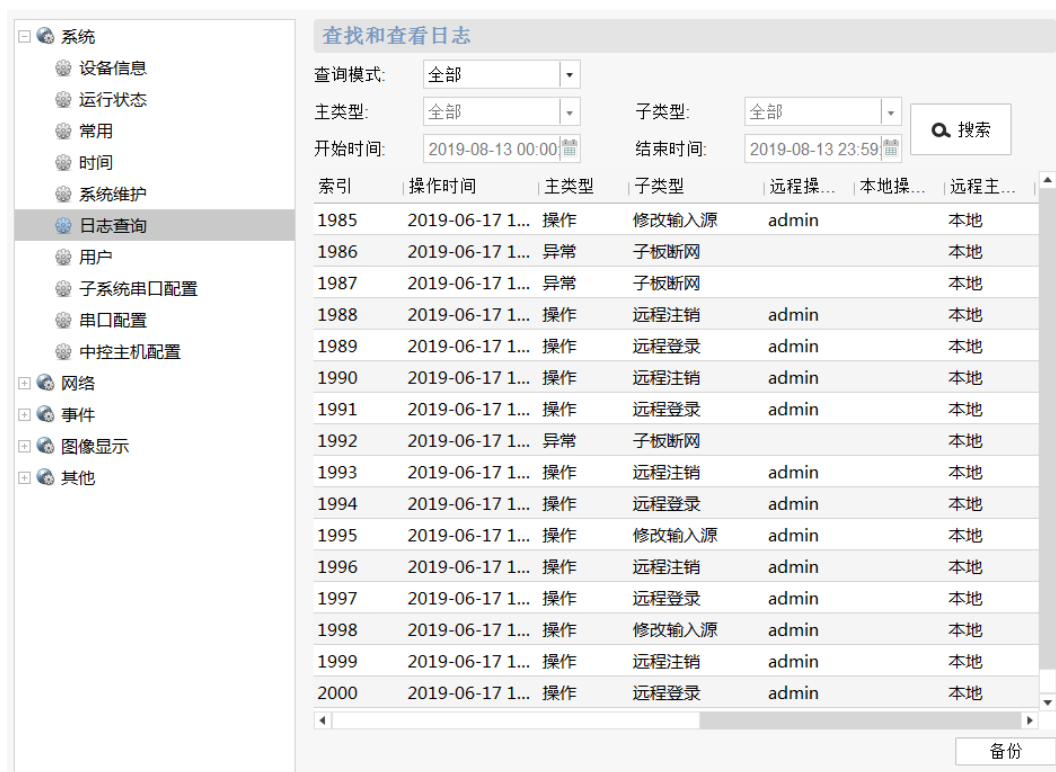 系统
设备信息
运行状态
常用
时间
系统维护
日志查询
用户
子系统串口配置
串口配置
中控主机配置
网络
事件
图像显示
其他
查找和查看日志
查询模式: 全部
主类型: 全部 子类型: 全部 搜索
开始时间: 2019-08-13 00:00: 结束时间: 2019-08-13 23:59:
索引 操作时间 主类型 子类型 远程操... 本地操... 远程主...
1985 2019-06-17 1... 操作 修改输入源 admin 本地
1986 2019-06-17 1... 异常 子板断网 本地
1987 2019-06-17 1... 异常 子板断网 本地
1988 2019-06-17 1... 操作 远程注销 admin 本地
1989 2019-06-17 1... 操作 远程登录 admin 本地
1990 2019-06-17 1... 操作 远程注销 admin 本地
1991 2019-06-17 1... 操作 远程登录 admin 本地
1992 2019-06-17 1... 异常 子板断网 本地
1993 2019-06-17 1... 操作 远程注销 admin 本地
1994 2019-06-17 1... 操作 远程登录 admin 本地
1995 2019-06-17 1... 操作 修改输入源 admin 本地
1996 2019-06-17 1... 操作 远程注销 admin 本地
1997 2019-06-17 1... 操作 远程登录 admin 本地
1998 2019-06-17 1... 操作 修改输入源 admin 本地
1999 2019-06-17 1... 操作 远程注销 admin 本地
2000 2019-06-17 1... 操作 远程登录 admin 本地
备份